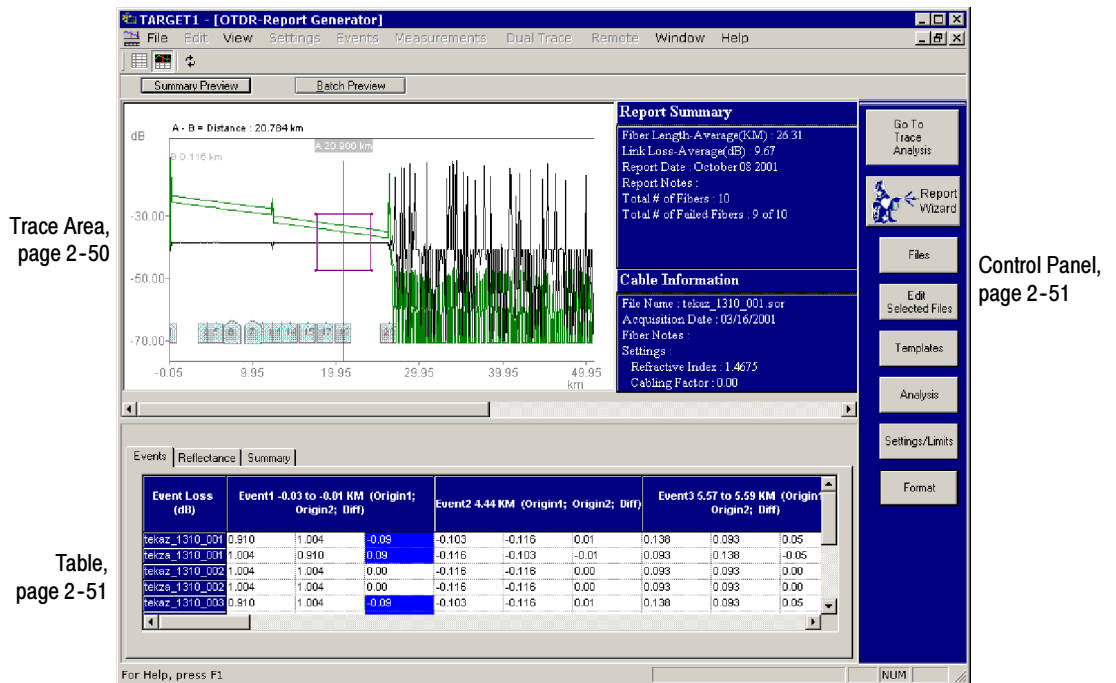 TARGET1 - [OTDR-Report Generator]
File Edit View Settings Events Measurements Dual Trace Remote Window Help
Summary Preview Batch Preview
dB
A - B = Distance : 20.784 km
A 20.900 km
B 0.116 km
-30.00
-50.00
-70.00
-0.05 9.95 19.95 29.95 39.95 49.95
km
Report Summary
Fiber Length-Average(KM) : 26.31
Link Loss-Average(dB) : 9.67
Report Date : October 08 2001
Report Notes :
Total # of Fibers : 10
Total # of Failed Fibers : 9 of 10
Cable Information
File Name : tekaz_1310_001.sor
Acquisition Date : 03/16/2001
Fiber Notes :
Settings :
Refractive Index : 1.4675
Cabling Factor : 0.00
Go To
Trace
Analysis
Report
Wizard
Files
Edit
Selected Files
Templates
Analysis
Settings/Limits
Format
Trace Area,
page 2-50
Control Panel,
page 2-51
Table,
page 2-51
Events Reflectance Summary
Event Loss
(dB)
Event1 -0.03 to -0.01 KM (Origin1;
Origin2; Diff)
Event2 4.44 KM (Origin1; Origin2; Diff)
Event3 5.57 to 5.59 KM (Origin1
Origin2; Diff)
tekaz_1310_001 0.910 1.004 -0.09 -0.103 -0.116 0.01 0.138 0.093 0.05
tekza_1310_001 1.004 0.910 0.09 -0.116 -0.103 -0.01 0.093 0.138 -0.05
tekaz_1310_002 1.004 1.004 0.00 -0.116 -0.116 0.00 0.093 0.093 0.00
tekza_1310_002 1.004 1.004 0.00 -0.116 -0.116 0.00 0.093 0.093 0.00
tekaz_1310_003 0.910 1.004 -0.09 -0.103 -0.116 0.01 0.138 0.093 0.05
For Help, press F1
NUM